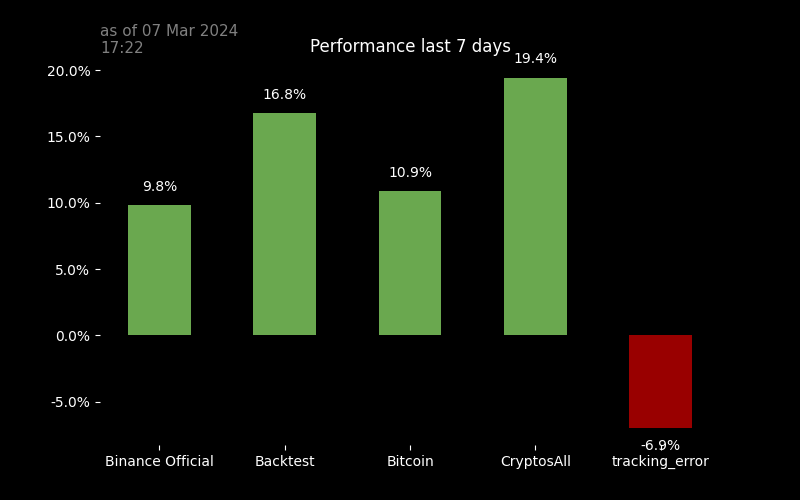 as of 07 Mar 2024
17:22
Performance last 7 days
20.0%
15.0%
10.0%
5.0%
0.0%
-5.0%
9.8%
16.8%
10.9%
19.4%
-6.9%
Binance Official
Backtest
Bitcoin
CryptosAll
tracking_error